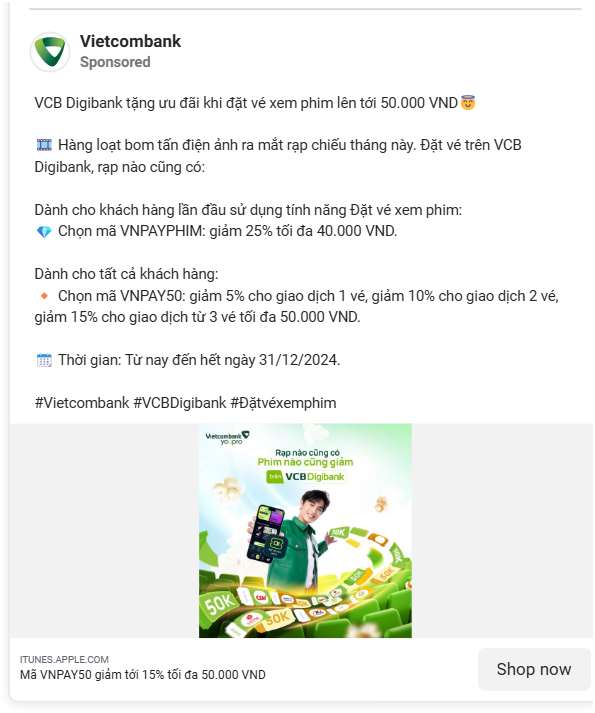 Vietcombank
Sponsored
VCB Digibank tặng ưu đãi khi đặt vé xem phim lên tới 50.000 VND😇
🎞️ Hàng loạt bom tấn điện ảnh ra mắt rạp chiếu tháng này. Đặt vé trên VCB
Digibank, rạp nào cũng có:
Dành cho khách hàng lần đầu sử dụng tính năng Đặt vé xem phim:
💎 Chọn mã VNPAYPHIM: giảm 25% tối đa 40.000 VND.
Dành cho tất cả khách hàng:
🔸 Chọn mã VNPAY50: giảm 5% cho giao dịch 1 vé, giảm 10% cho giao dịch 2 vé,
giảm 15% cho giao dịch từ 3 vé tối đa 50.000 VND.
🗓️ Thời gian: Từ nay đến hết ngày 31/12/2024.
#Vietcombank #VCBDigibank #Đặtvéxemphim
Vietcombank
youpro
Rạp nào cũng có
Phim nào cũng giảm
trên VCBDigibank
50K
50K
50K
50K
50K
ITUNES.APPLE.COM
Mã VNPAY50 giảm tới 15% tối đa 50.000 VND
Shop now